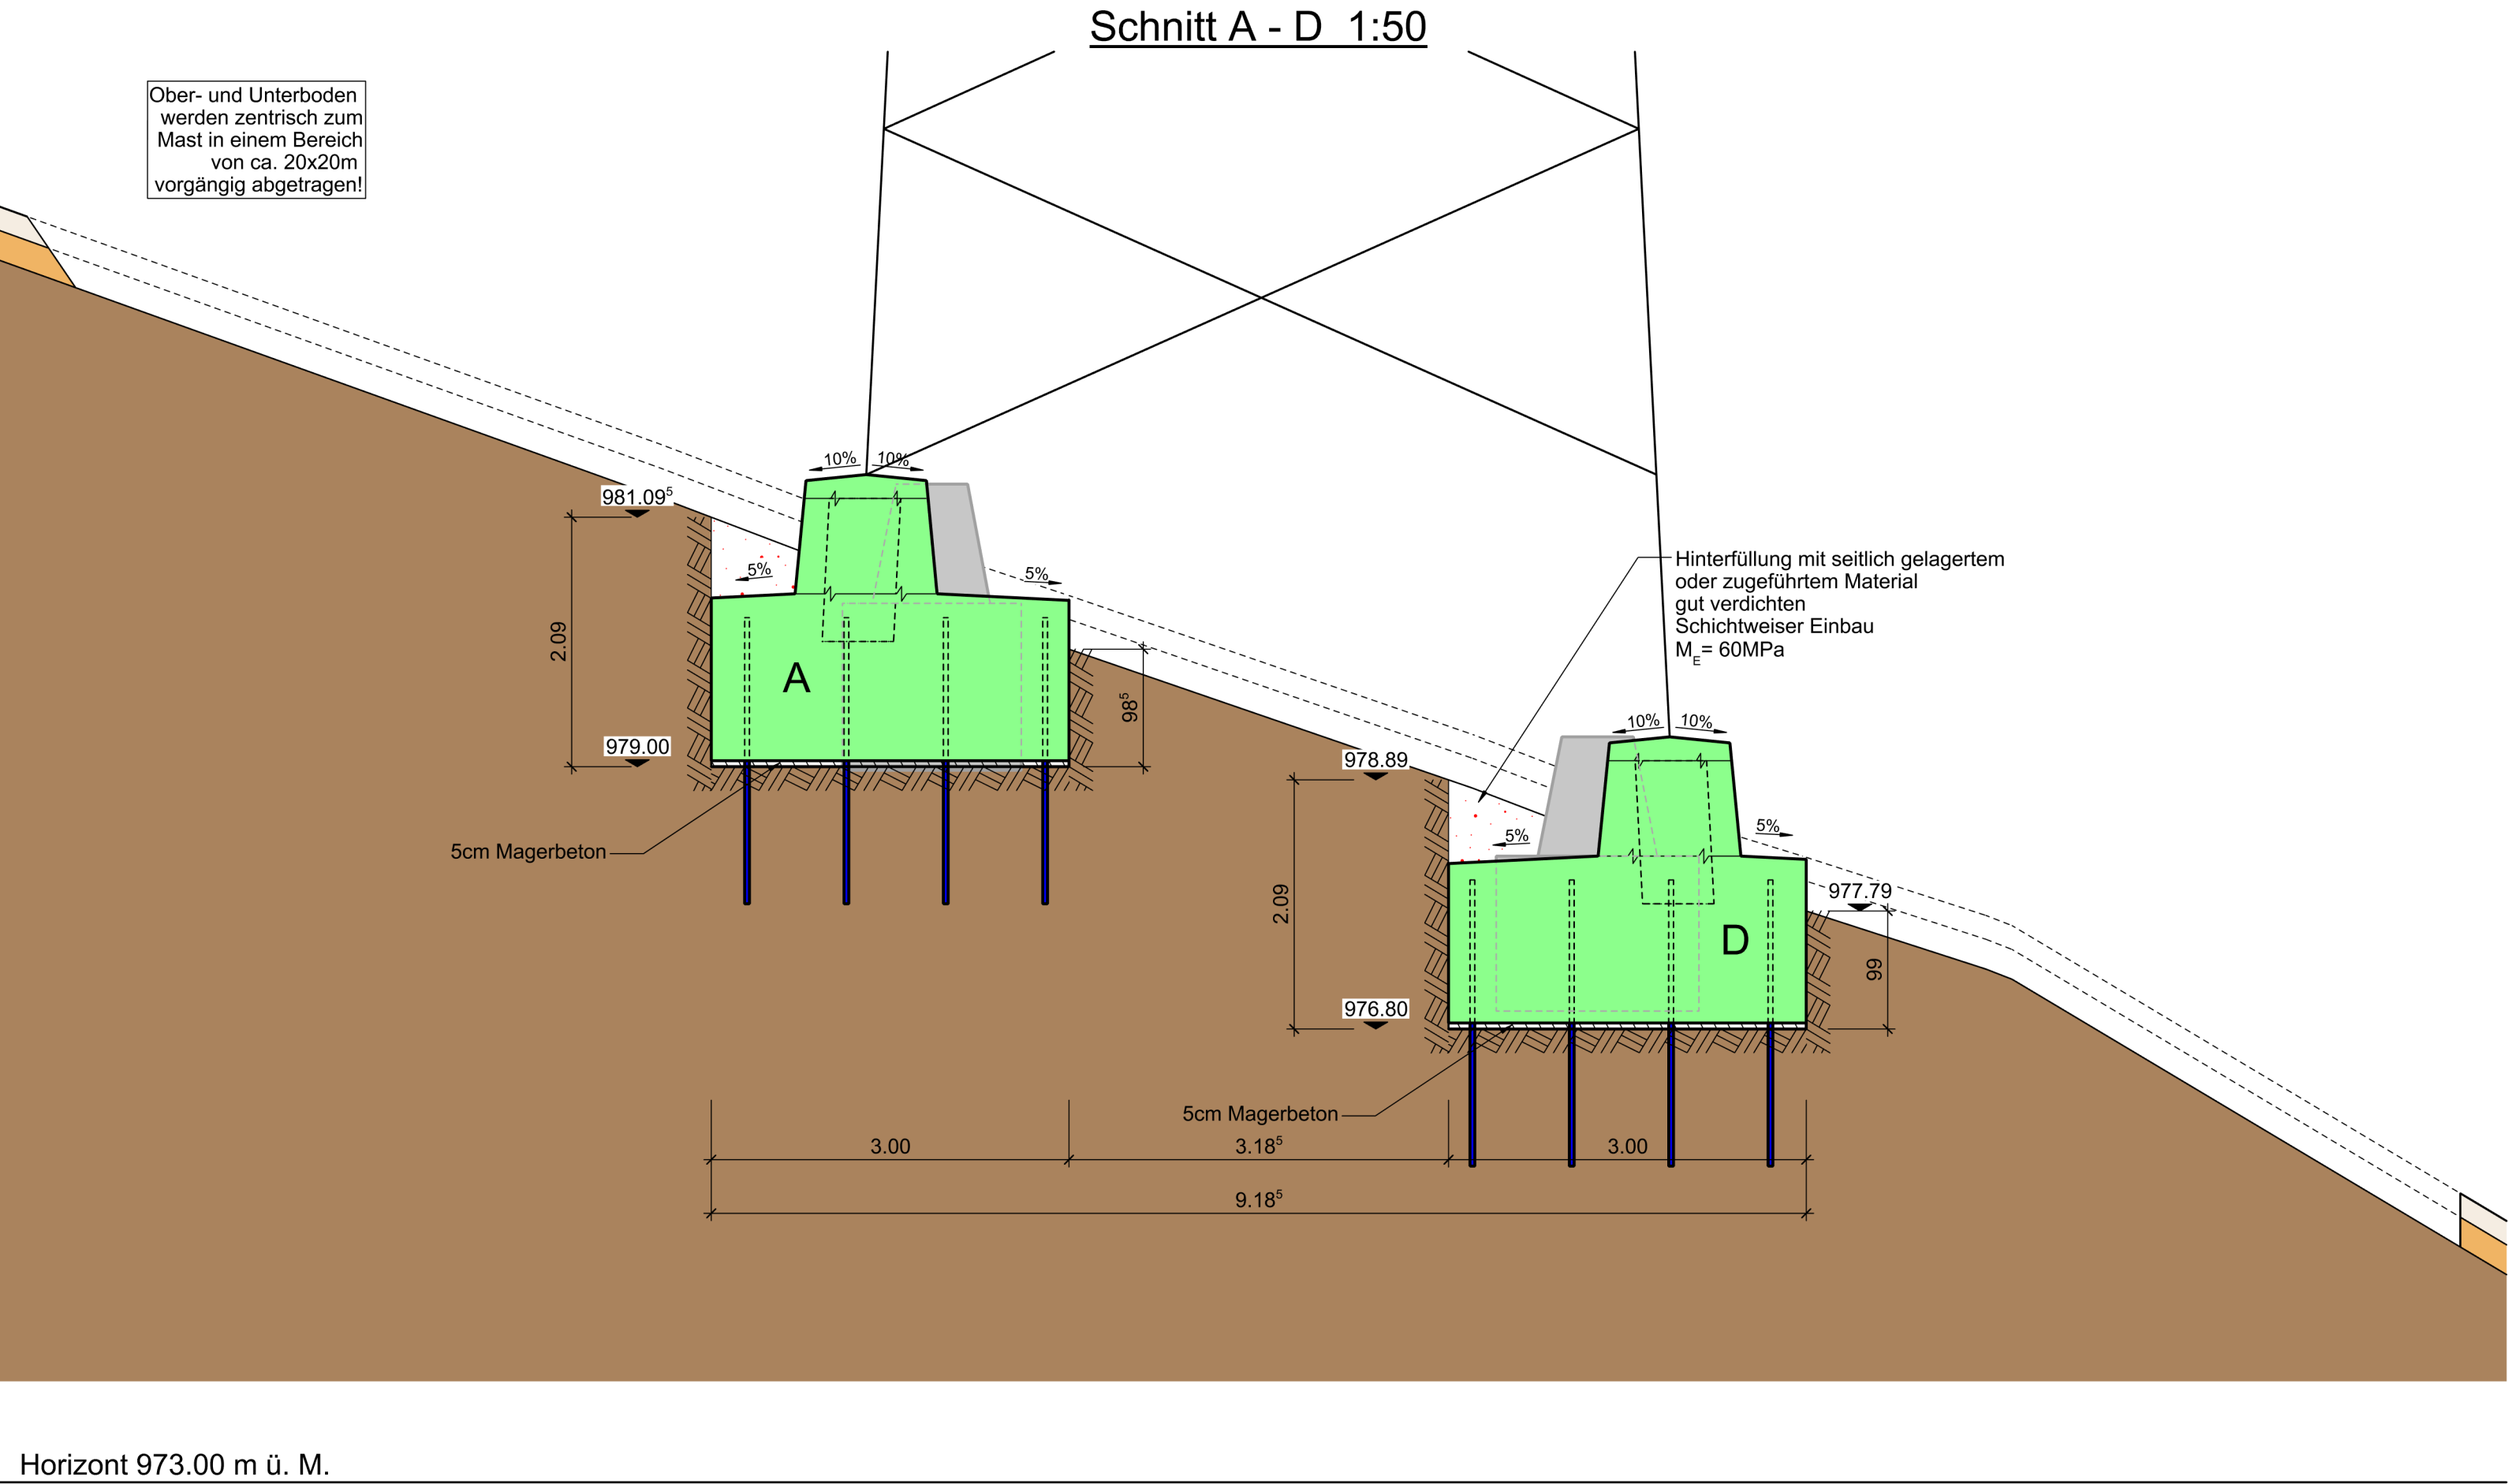 Schnitt A - D 1:50
Ober- und Unterboden
werden zentrisch zum
Mast in einem Bereich
von ca. 20x20m
vorgängig abgetragen!
10% 10%
981.09⁵
5%
5%
2.09
A
98⁵
979.00
5cm Magerbeton
Hinterfüllung mit seitlich gelagertem
oder zugeführtem Material
gut verdichten
Schichtweiser Einbau
M_E= 60MPa
10% 10%
978.89
5%
5%
977.79
2.09
D
99
976.80
5cm Magerbeton
3.00
3.18⁵
3.00
9.18⁵
Horizont 973.00 m ü. M.